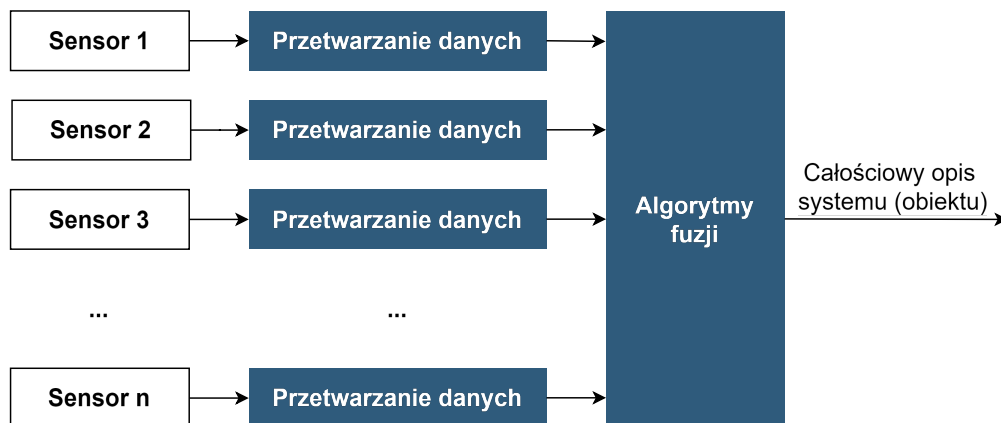 Sensor 1
Przetwarzanie danych
Sensor 2
Przetwarzanie danych
Sensor 3
Przetwarzanie danych
...
...
Sensor n
Przetwarzanie danych
Algorytmy
fuzji
Całościowy opis
systemu (obiektu)